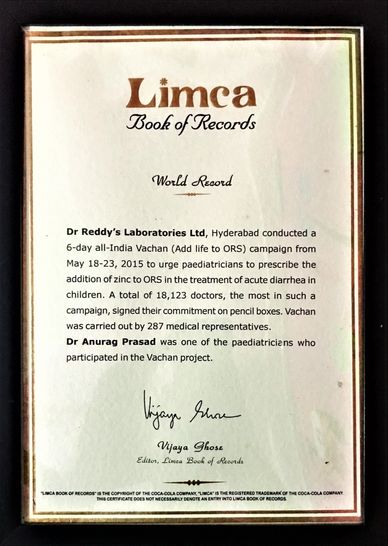 Limca
Book of Records
World Record
Dr Reddy's Laboratories Ltd, Hyderabad conducted a
6-day all-India Vachan (Add life to ORS) campaign from
May 18-23, 2015 to urge paediatricians to prescribe the
addition of zinc to ORS in the treatment of acute diarrhea in
children. A total of 18,123 doctors, the most in such a
campaign, signed their commitment on pencil boxes. Vachan
was carried out by 287 medical representatives.
Dr Anurag Prasad was one of the paediatricians who
participated in the Vachan project.
Vijaya Ghose
Vijaya Ghose
Editor, Limca Book of Records
"LIMCA BOOK OF RECORDS" IS THE COPYRIGHT OF THE COCA-COLA COMPANY. "LIMCA" IS THE REGISTERED TRADEMARK OF THE COCA-COLA COMPANY.
THIS CERTIFICATE DOES NOT NECESSARILY DENOTE AN ENTRY INTO LIMCA BOOK OF RECORDS.